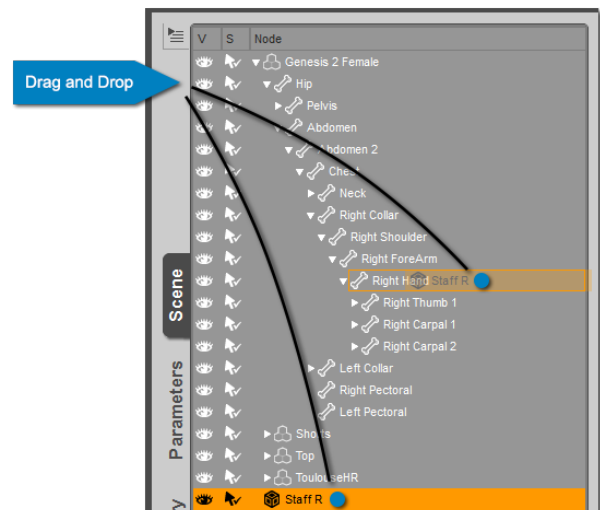 V S Node
Genesis 2 Female
Drag and Drop
Hip
Pelvis
Abdomen
Abdomen 2
Chest
Neck
Right Collar
Right Shoulder
Right ForeArm
Right Hand Staff R
Right Thumb 1
Right Carpal 1
Right Carpal 2
Left Collar
Right Pectoral
Left Pectoral
Shorts
Top
ToulouseHR
Staff R
Scene
Parameters